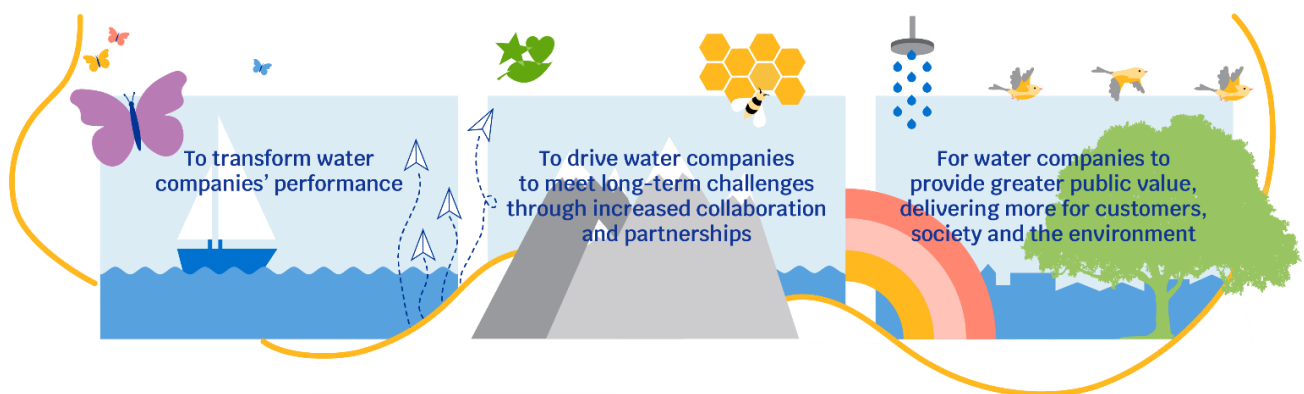 To transform water
companies’ performance
To drive water companies
to meet long-term challenges
through increased collaboration
and partnerships
For water companies to
provide greater public value,
delivering more for customers,
society and the environment